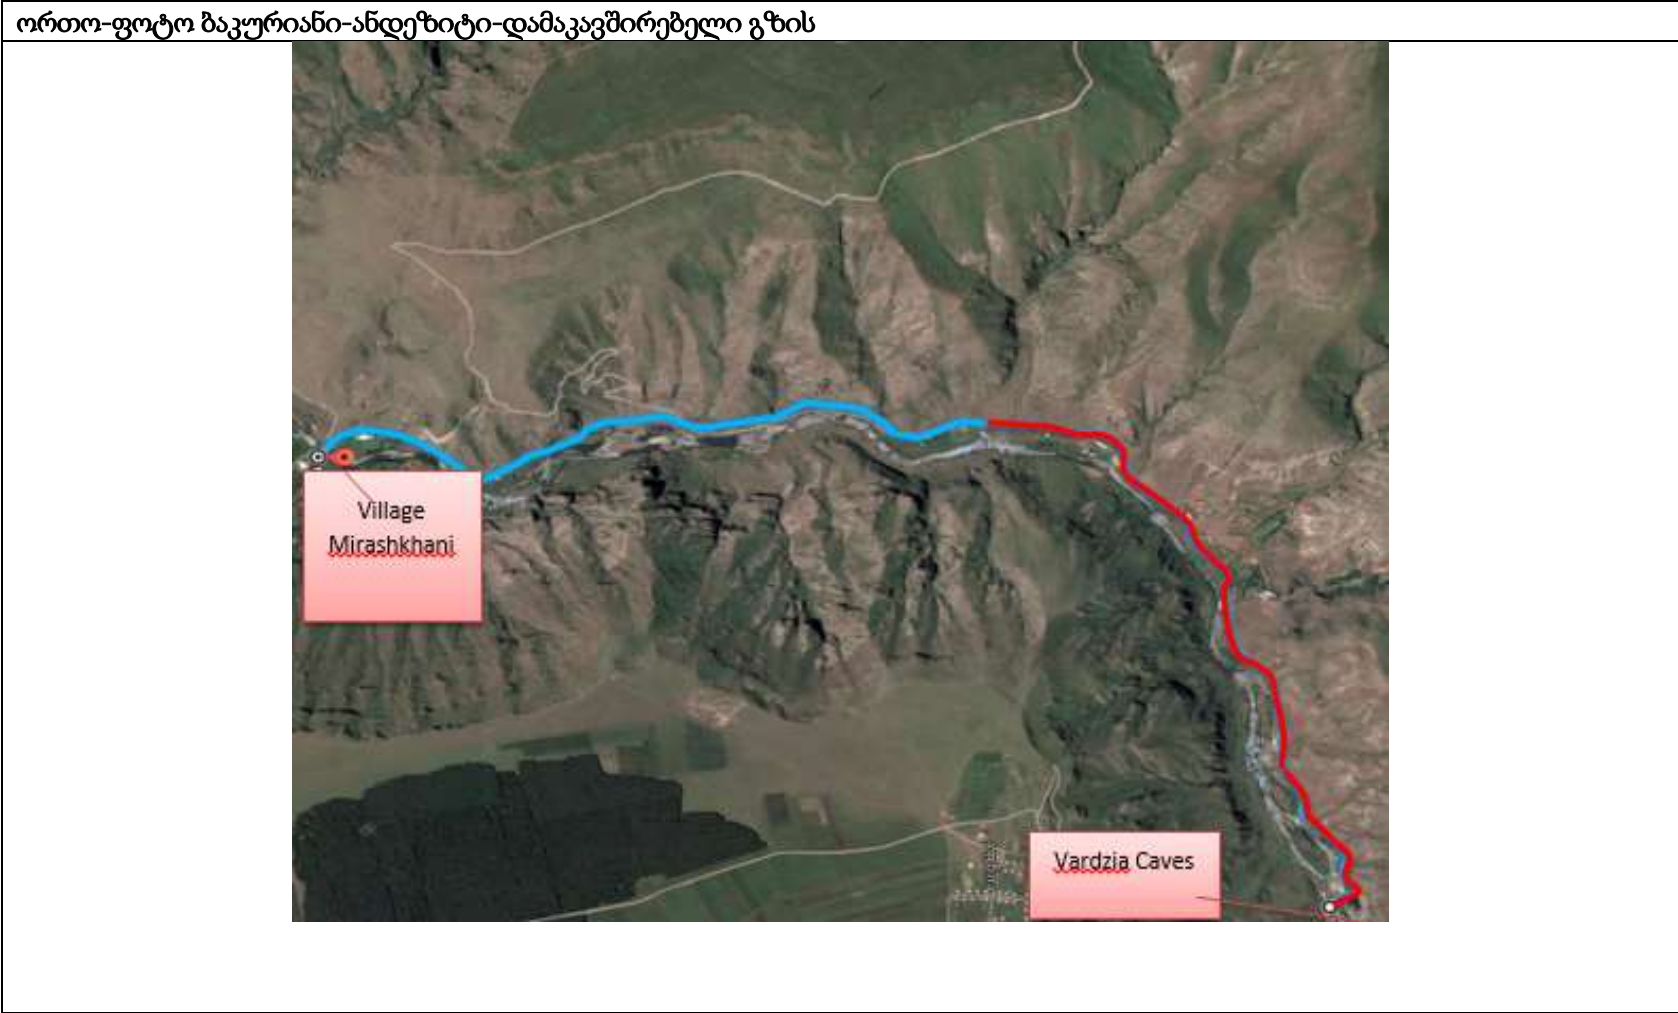 ორთო-ფოტო ბაკურიანი-ანდეზიტი-დამაკავშირებელი გზის
Village
Mirashkhani
Vardzia Caves